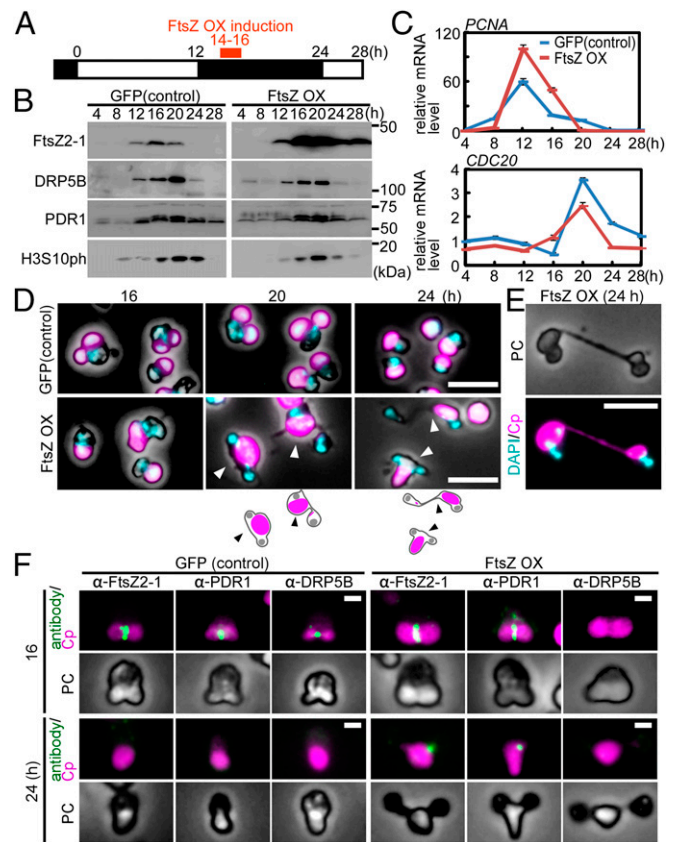 A
FtsZ OX induction
14-16
0 12 24 28(h)
B
GFP(control) FtsZ OX
4 8 12 16 20 24 28 4 8 12 16 20 24 28 (h)
FtsZ2-1
50
DRP5B
100
PDR1
75
50
H3S10ph
20
(kDa)
C
PCNA
GFP(control)
FtsZ OX
relative mRNA level
120
60
0
4 8 12 16 20 24 28(h)
CDC20
relative mRNA level
4
3
2
1
0
4 8 12 16 20 24 28(h)
D
16 20 24 (h)
GFP(control)
FtsZ OX
E
FtsZ OX (24 h)
PC
DAPI/Cp
F
GFP (control) FtsZ OX
α-FtsZ2-1 α-PDR1 α-DRP5B α-FtsZ2-1 α-PDR1 α-DRP5B
16
antibody/
Cp
PC
24 (h)
antibody/
Cp
PC